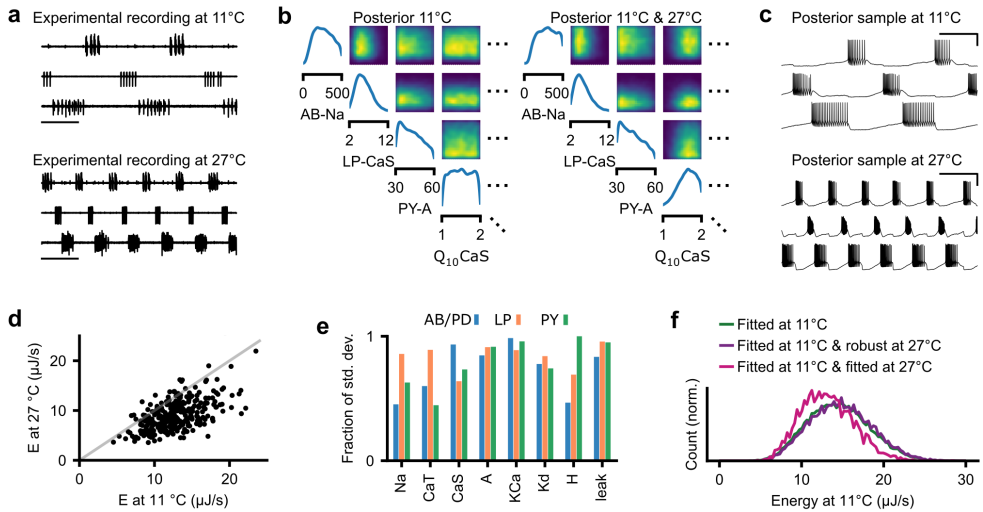 a
Experimental recording at 11°C
Experimental recording at 27°C
b
Posterior 11°C
0 500
AB-Na
2 12
LP-CaS
30 60
PY-A
1 2
Q10CaS
Posterior 11°C & 27°C
0 500
AB-Na
2 12
LP-CaS
30 60
PY-A
1 2
Q10CaS
c
Posterior sample at 11°C
Posterior sample at 27°C
d
E at 27 °C (μJ/s)
20
10
0
0 10 20
E at 11 °C (μJ/s)
e
AB/PD LP PY
Fraction of std. dev.
1
0
Na CaT CaS A KCa Kd H leak
f
Fitted at 11°C
Fitted at 11°C & robust at 27°C
Fitted at 11°C & fitted at 27°C
Count (norm.)
0 10 20 30
Energy at 11°C (μJ/s)